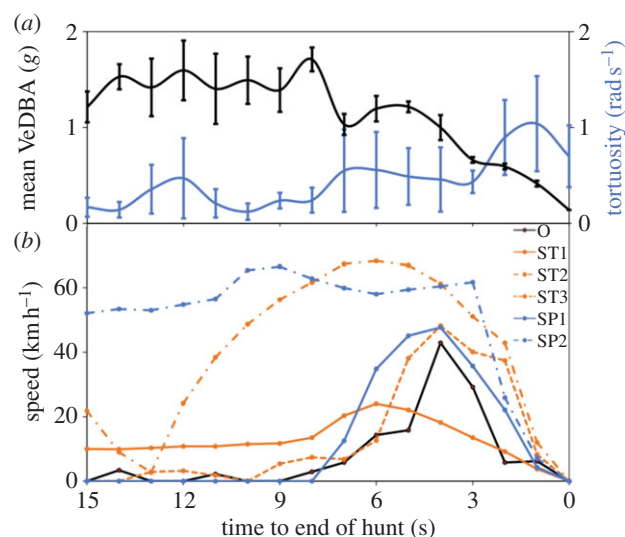 (a)
2
2
mean VeDBA (g)
1
1
tortuosity (rad s⁻¹)
0
0
(b)
O
ST1
ST2
ST3
SP1
SP2
60
40
20
0
speed (km h⁻¹)
15
12
9
6
3
0
time to end of hunt (s)